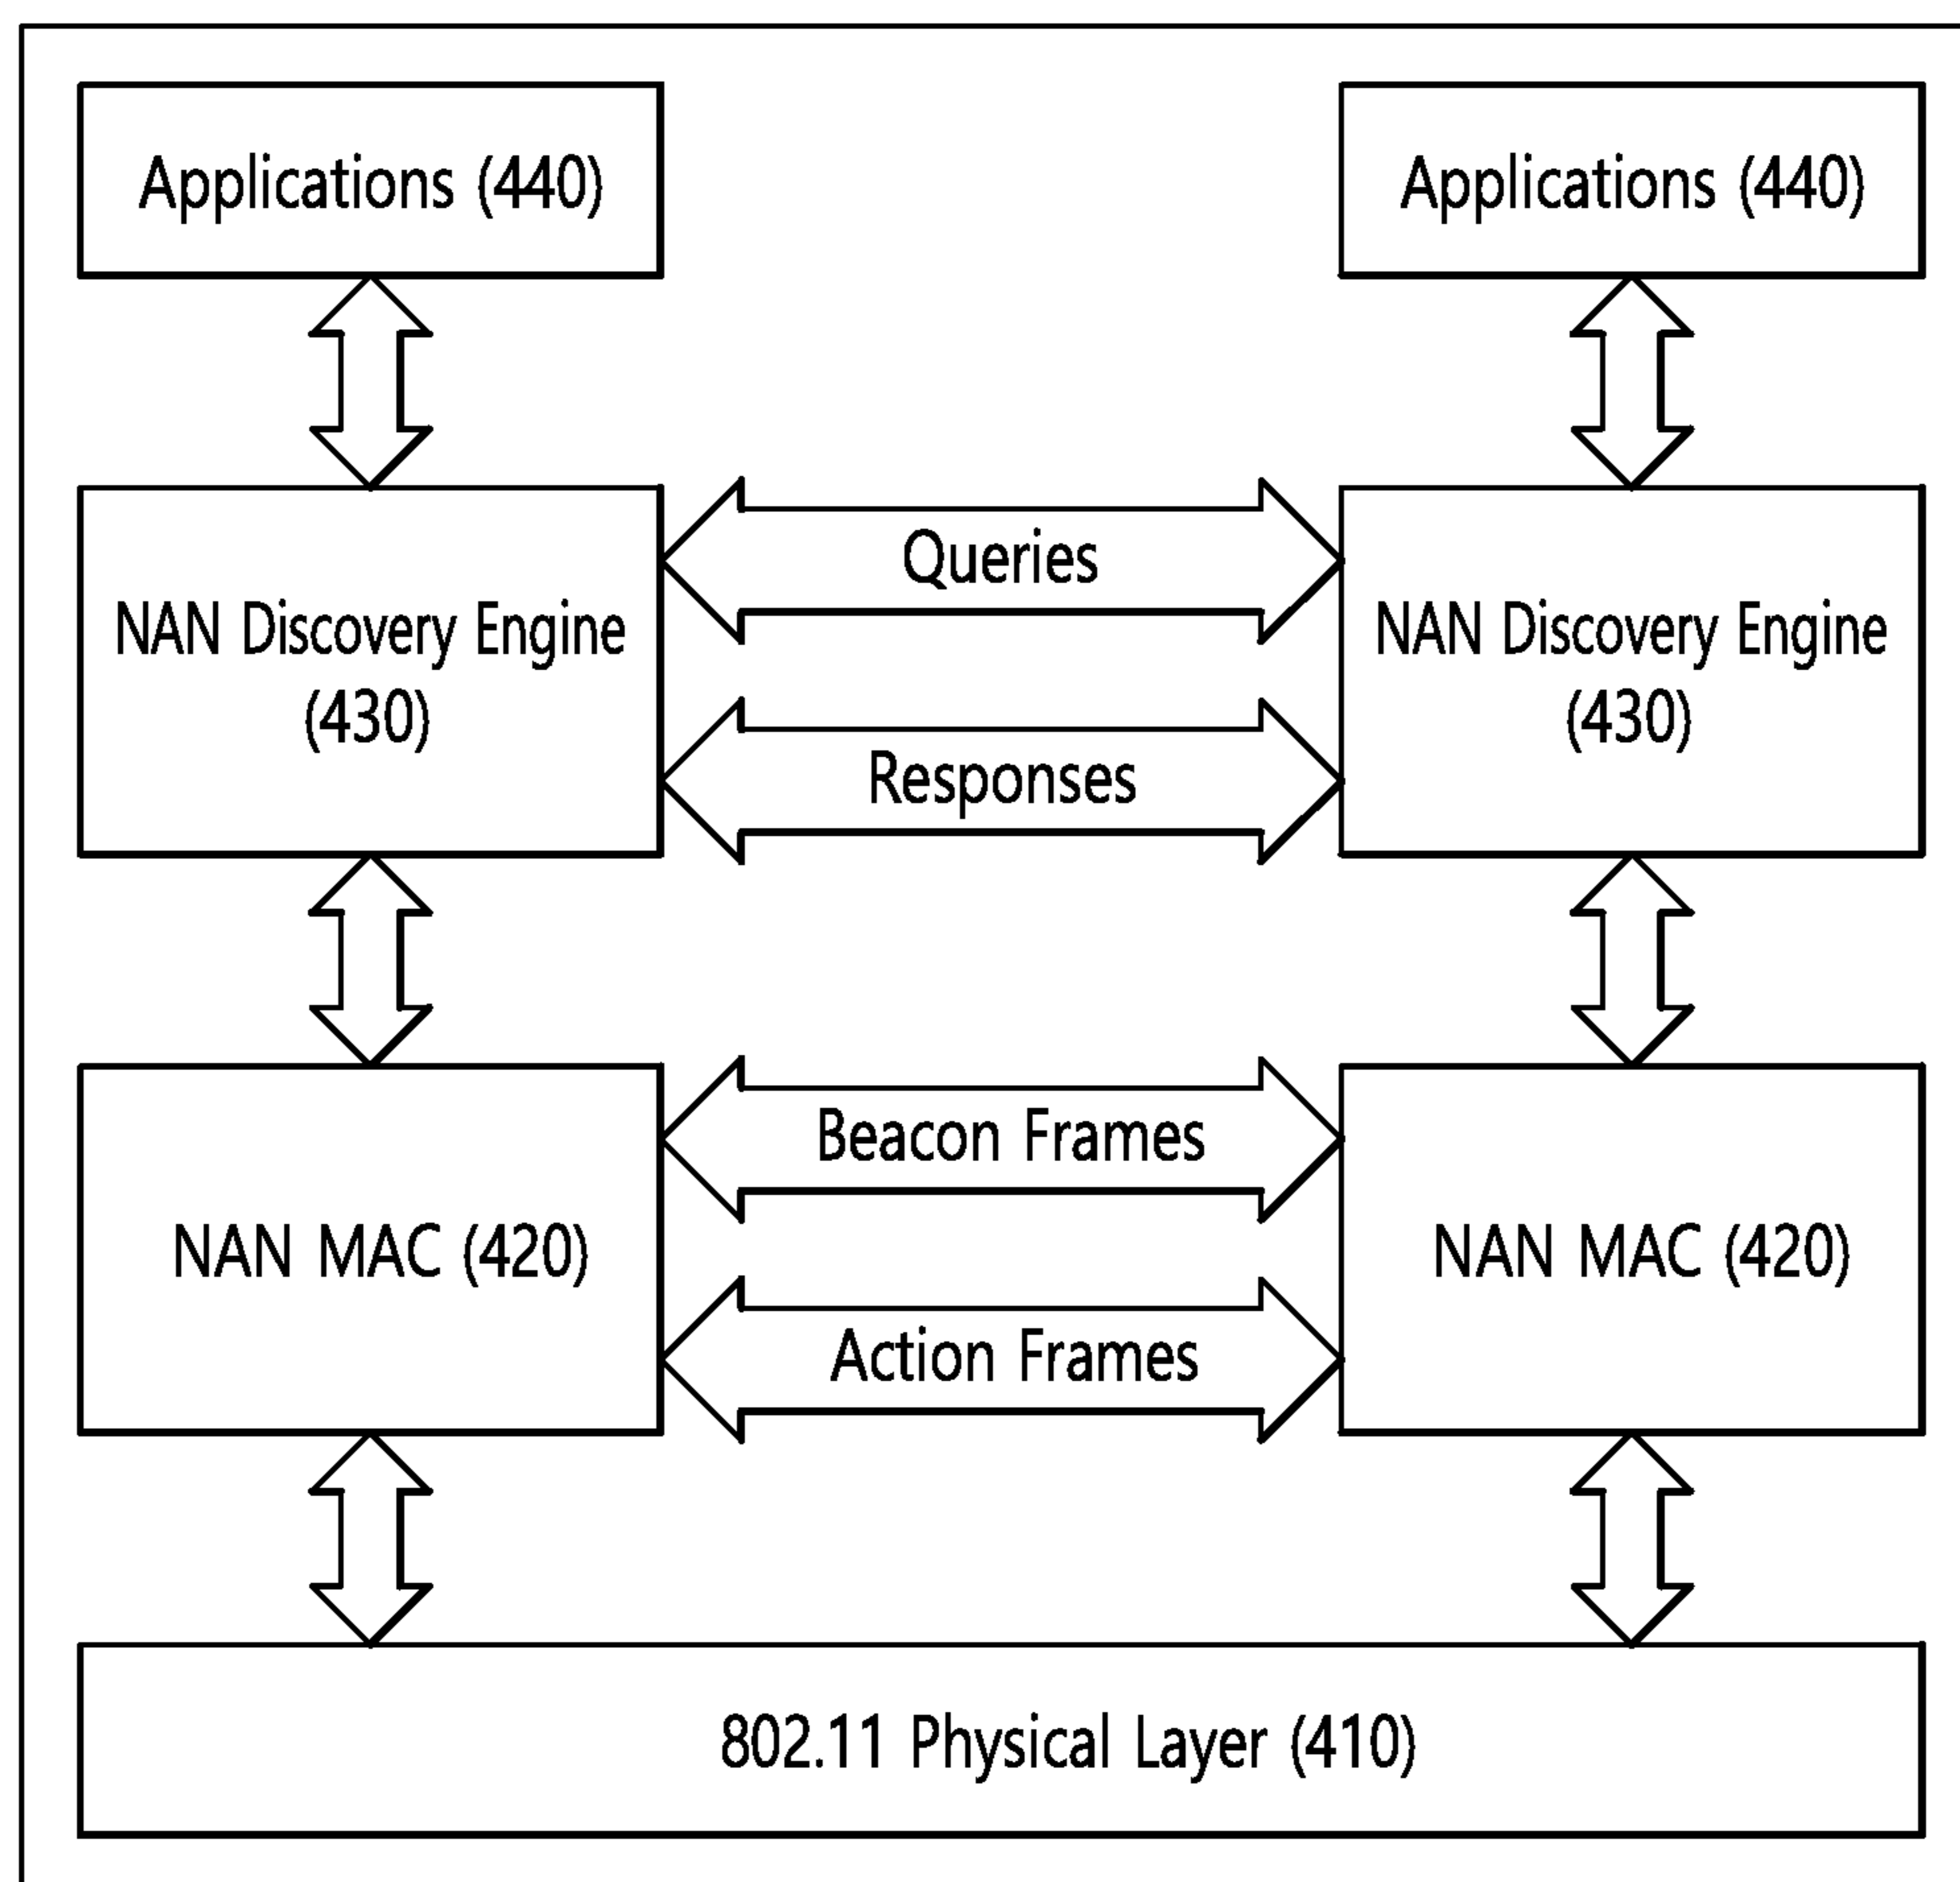 Applications (440)
Applications (440)
Queries
NAN Discovery Engine
(430)
NAN Discovery Engine
(430)
Responses
Beacon Frames
NAN MAC (420)
NAN MAC (420)
Action Frames
802.11 Physical Layer (410)